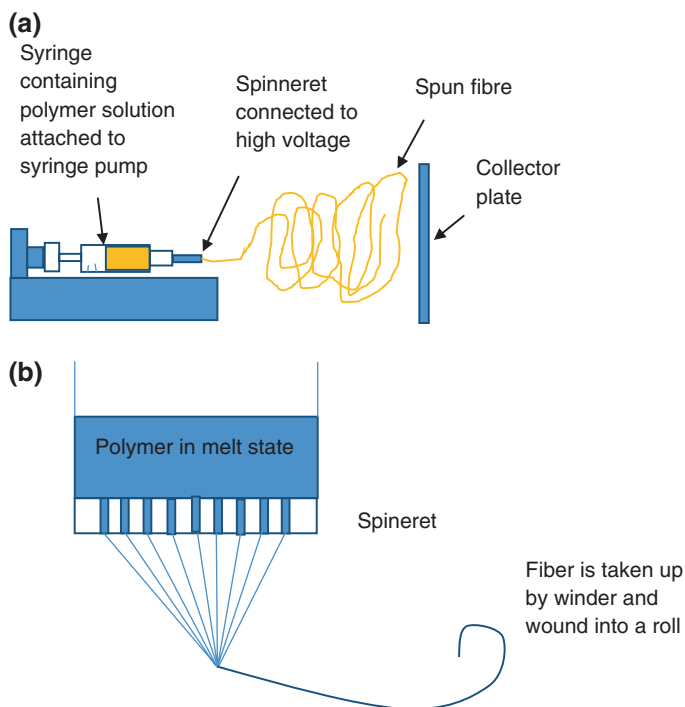 (a)
Syringe
containing
polymer solution
attached to
syringe pump
Spinneret
connected to
high voltage
Spun fibre
Collector
plate
(b)
Polymer in melt state
Spineret
Fiber is taken up
by winder and
wound into a roll